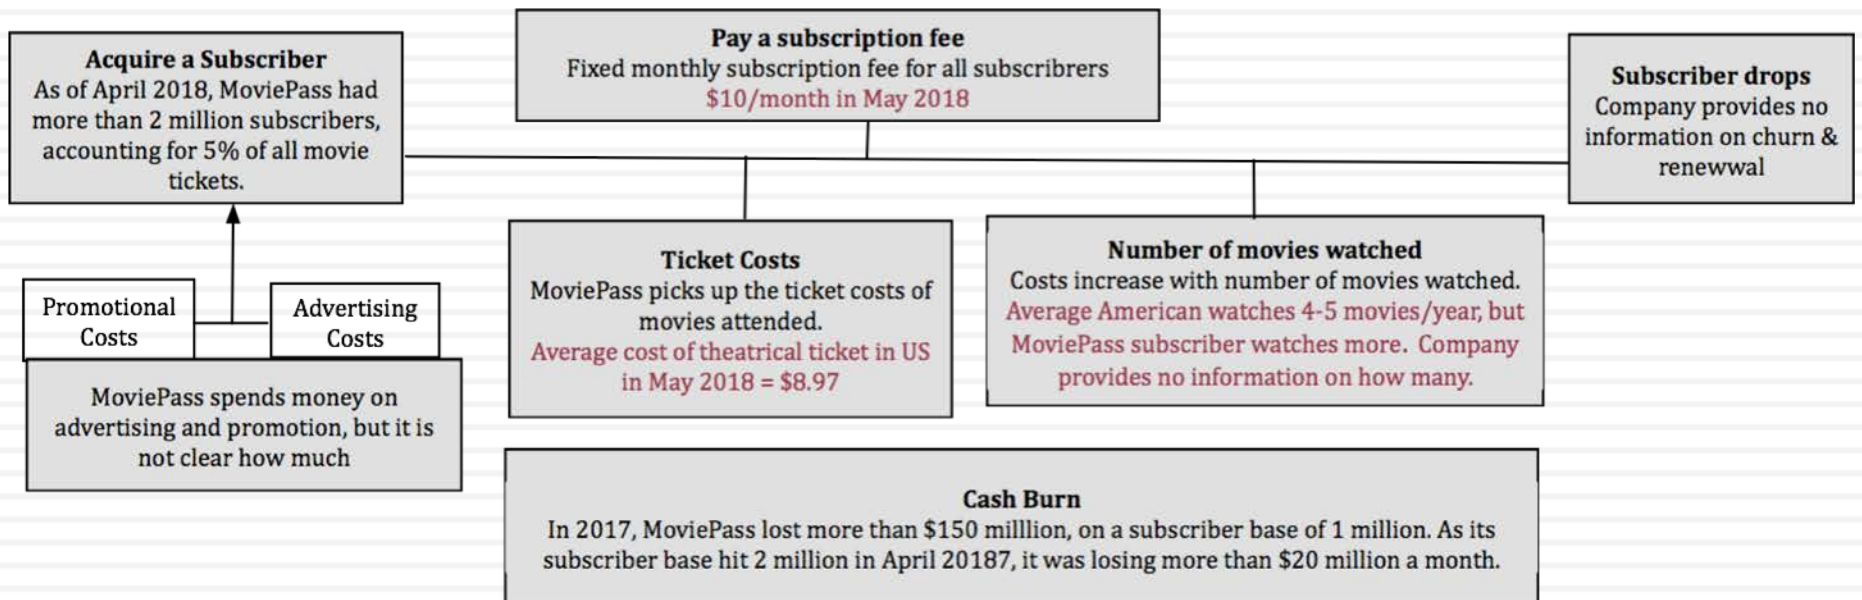 Acquire a Subscriber
As of April 2018, MoviePass had
more than 2 million subscribers,
accounting for 5% of all movie
tickets.
Pay a subscription fee
Fixed monthly subscription fee for all subscribrers
$10/month in May 2018
Subscriber drops
Company provides no
information on churn &
renewwal
Promotional
Costs
Advertising
Costs
MoviePass spends money on
advertising and promotion, but it is
not clear how much
Ticket Costs
MoviePass picks up the ticket costs of
movies attended.
Average cost of theatrical ticket in US
in May 2018 = $8.97
Number of movies watched
Costs increase with number of movies watched.
Average American watches 4-5 movies/year, but
MoviePass subscriber watches more.  Company
provides no information on how many.
Cash Burn
In 2017, MoviePass lost more than $150 milllion, on a subscriber base of 1 million. As its
subscriber base hit 2 million in April 20187, it was losing more than $20 million a month.